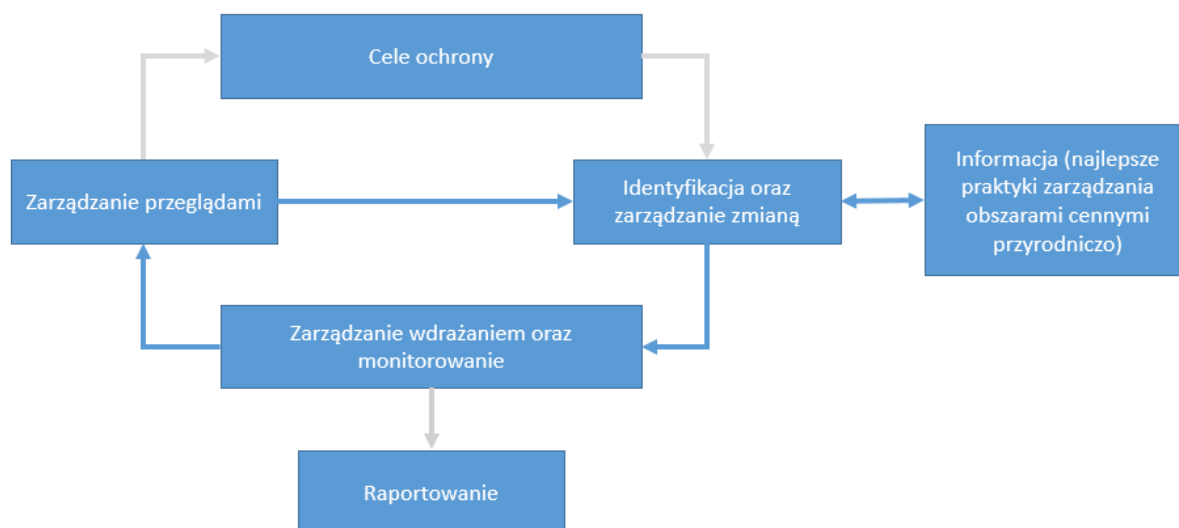 Cele ochrony
Zarządzanie przeglądami
Identyfikacja oraz
zarządzanie zmianą
Informacja (najlepsze
praktyki zarządzania
obszarami cennymi
przyrodniczo)
Zarządzanie wdrażaniem oraz
monitorowanie
Raportowanie